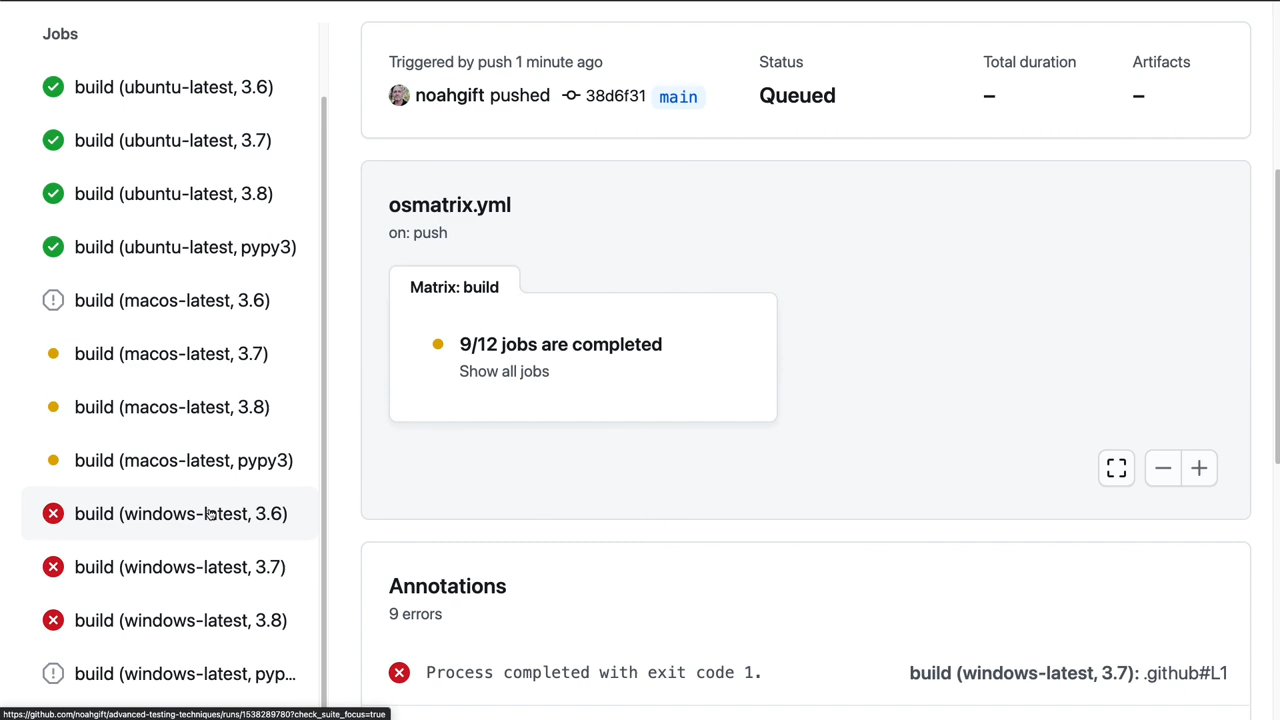 Jobs
build (ubuntu-latest, 3.6)
build (ubuntu-latest, 3.7)
build (ubuntu-latest, 3.8)
build (ubuntu-latest, pypy3)
build (macos-latest, 3.6)
build (macos-latest, 3.7)
build (macos-latest, 3.8)
build (macos-latest, pypy3)
build (windows-latest, 3.6)
build (windows-latest, 3.7)
build (windows-latest, 3.8)
build (windows-latest, pyp...
Triggered by push 1 minute ago
noahgift pushed 38d6f31 main
Status
Queued
Total duration
–
Artifacts
–
osmatrix.yml
on: push
Matrix: build
9/12 jobs are completed
Show all jobs
Annotations
9 errors
Process completed with exit code 1.
build (windows-latest, 3.7): .github#L1
https://github.com/noahgift/advanced-testing-techniques/runs/1538289780?check_suite_focus=true